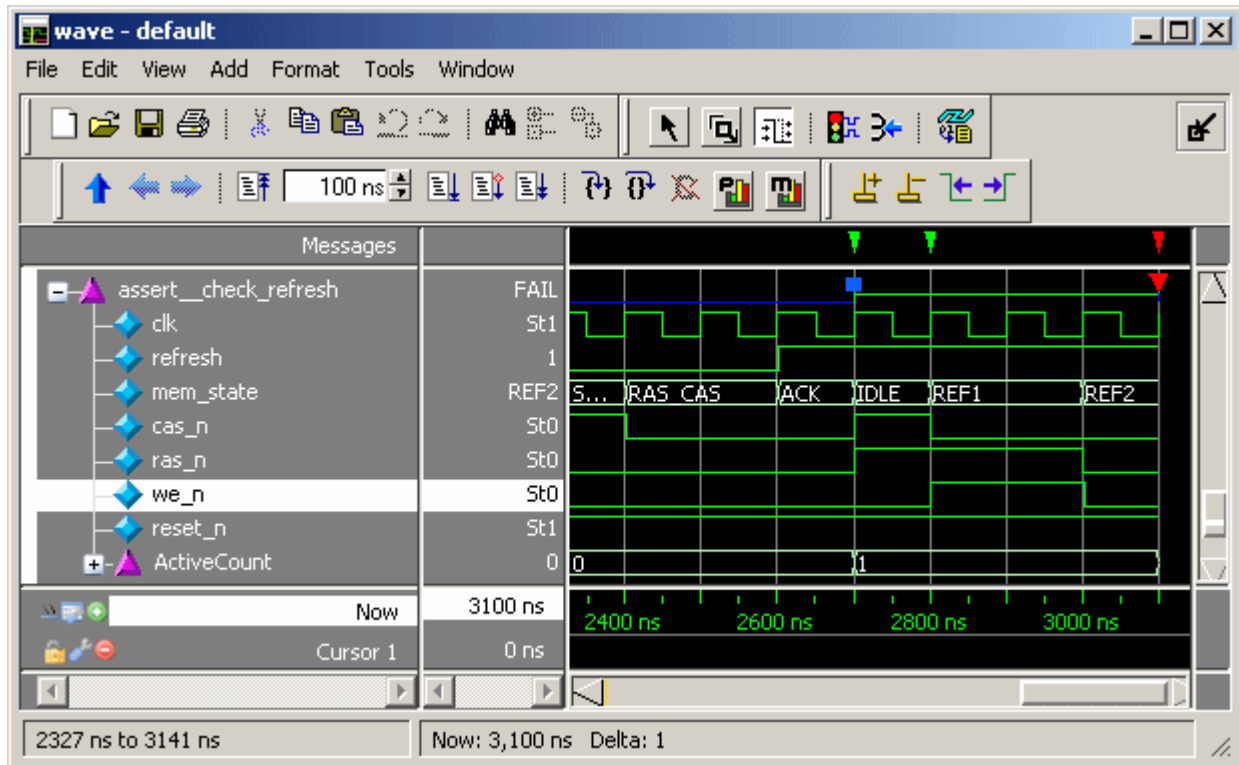 wave - default
File Edit View Add Format Tools Window
100 ns
Messages
assert__check_refresh FAIL
clk St1
refresh 1
mem_state REF2 S... RAS CAS ACK IDLE REF1 REF2
cas_n St0
ras_n St0
we_n St0
reset_n St1
ActiveCount 0 0 1
Now 3100 ns 2400 ns 2600 ns 2800 ns 3000 ns
Cursor 1 0 ns
2327 ns to 3141 ns Now: 3,100 ns Delta: 1